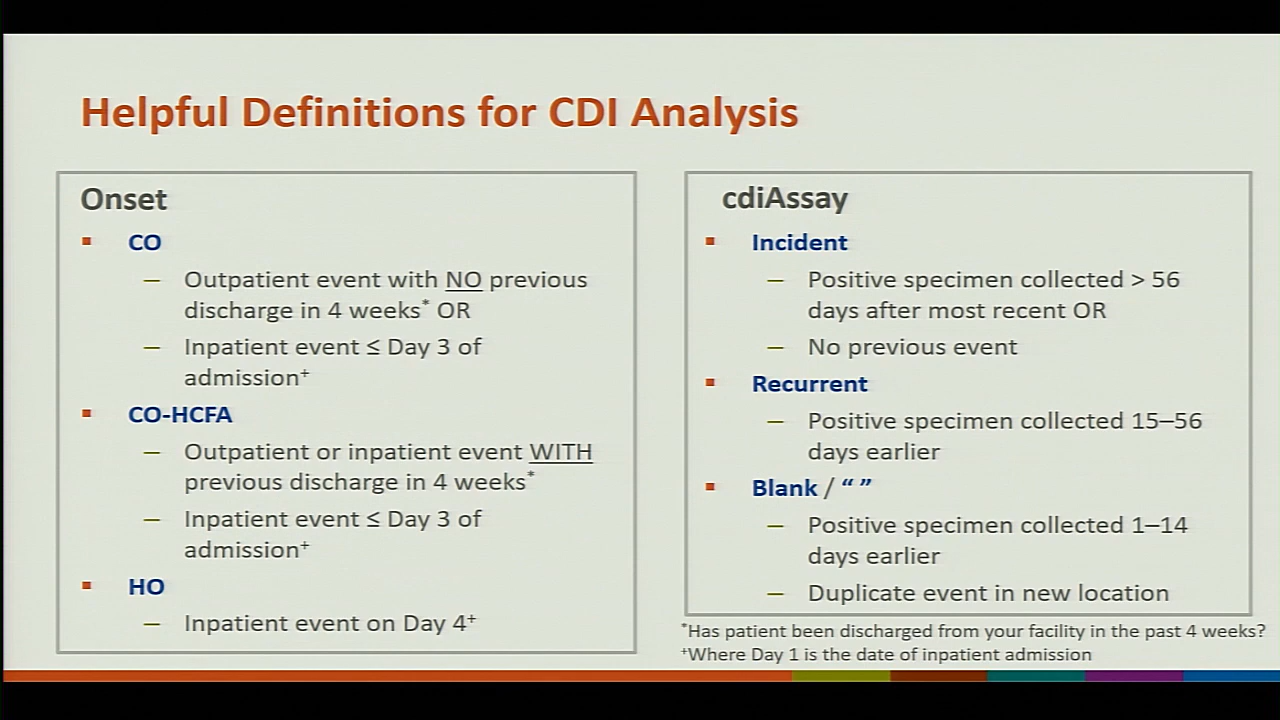 Helpful Definitions for CDI Analysis
Onset
▪ CO
– Outpatient event with NO previous
discharge in 4 weeks* OR
– Inpatient event ≤ Day 3 of
admission+
▪ CO-HCFA
– Outpatient or inpatient event WITH
previous discharge in 4 weeks*
– Inpatient event ≤ Day 3 of
admission+
▪ HO
– Inpatient event on Day 4+
cdiAssay
▪ Incident
– Positive specimen collected > 56
days after most recent OR
– No previous event
▪ Recurrent
– Positive specimen collected 15–56
days earlier
▪ Blank / “ ”
– Positive specimen collected 1–14
days earlier
– Duplicate event in new location
*Has patient been discharged from your facility in the past 4 weeks?
+Where Day 1 is the date of inpatient admission